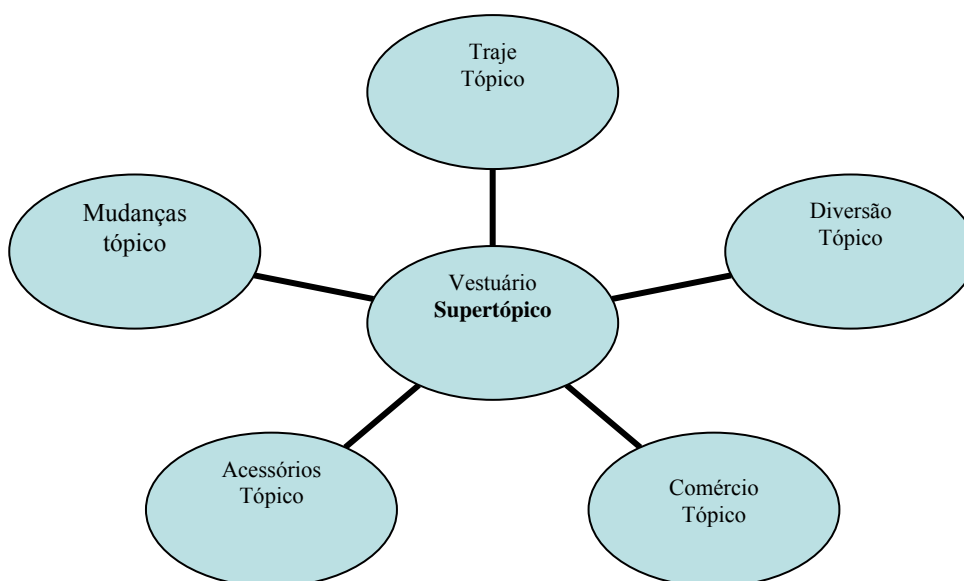 Traje
Tópico
Mudanças
tópico
Diversão
Tópico
Vestuário
Supertópico
Acessórios
Tópico
Comércio
Tópico